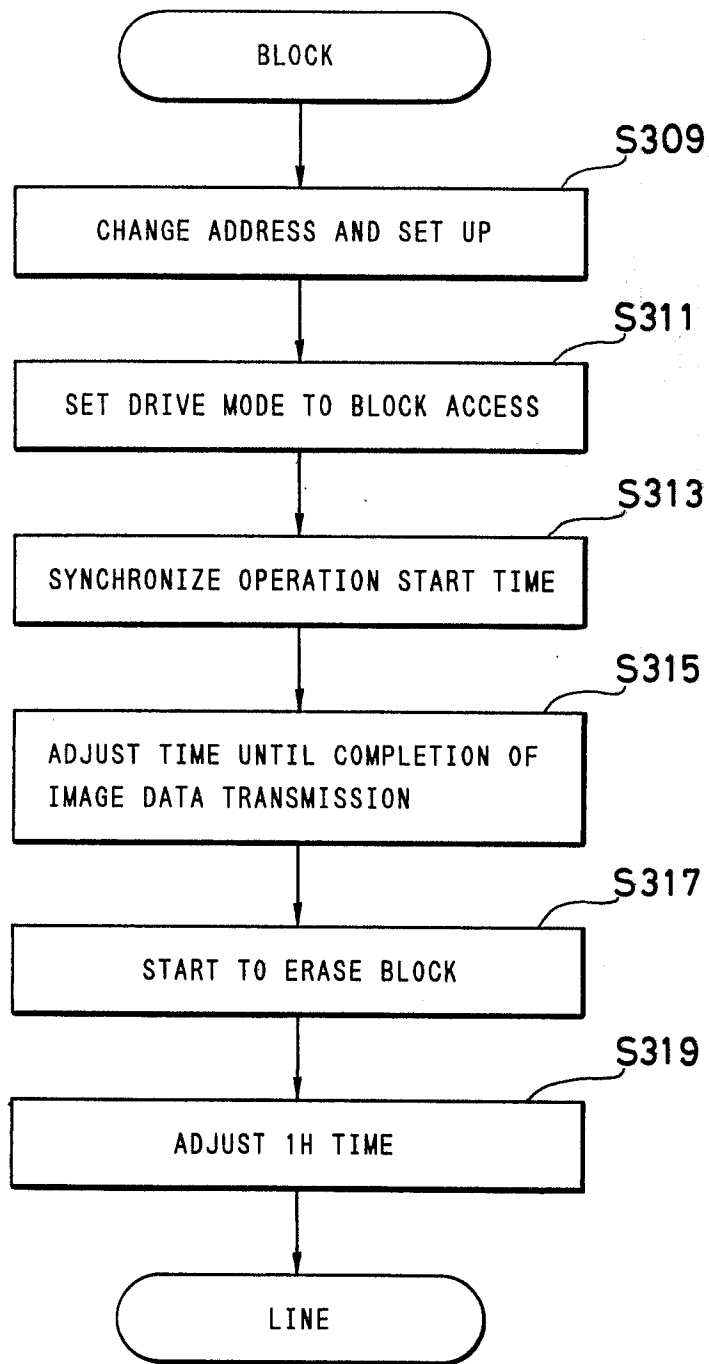 BLOCK
S309
CHANGE ADDRESS AND SET UP
S311
SET DRIVE MODE TO BLOCK ACCESS
S313
SYNCHRONIZE OPERATION START TIME
S315
ADJUST TIME UNTIL COMPLETION OF
IMAGE DATA TRANSMISSION
S317
START TO ERASE BLOCK
S319
ADJUST 1H TIME
LINE